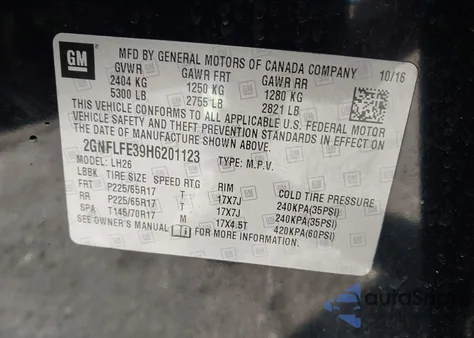 GM
MFD BY GENERAL MOTORS OF CANADA COMPANY 10/16
GVWR GAWR FRT GAWR RR
2404 KG 1250 KG 1280 KG
5300 LB 2755 LB 2821 LB
THIS VEHICLE CONFORMS TO ALL APPLICABLE U.S. FEDERAL MOTOR
VEHICLE SAFETY AND THEFT PREVENTION STANDARDS IN EFFECT ON
THE DATE OF MANUFACTURE SHOWN ABOVE.
2GNFLFE39H6201123 TYPE: M.P.V.
MODEL: LH26
LBBK TIRE SIZE SPEED RTG RIM COLD TIRE PRESSURE
FRT P225/65R17 T 17X7J 240KPA(35PSI)
RR P225/65R17 T 17X7J 240KPA(35PSI)
SPA T145/70R17 M 17X4.5T 420KPA(60PSI)
SEE OWNER'S MANUAL FOR MORE INFORMATION.